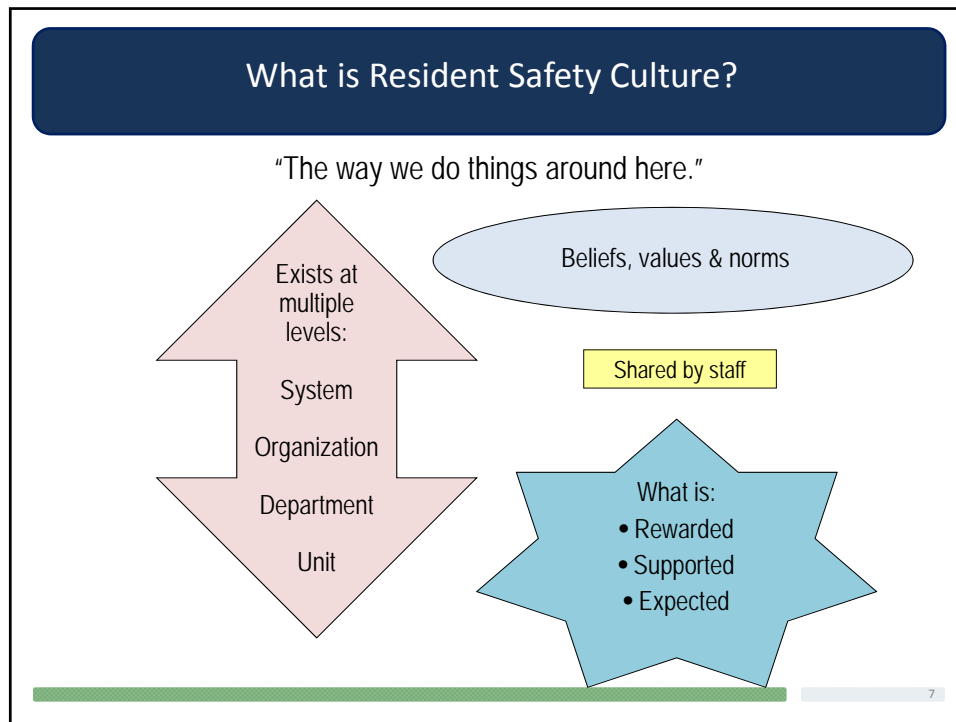 What is Resident Safety Culture?
“The way we do things around here.”
Exists at
multiple
levels:
System
Organization
Department
Unit
Beliefs, values & norms
Shared by staff
What is:
• Rewarded
• Supported
• Expected
7